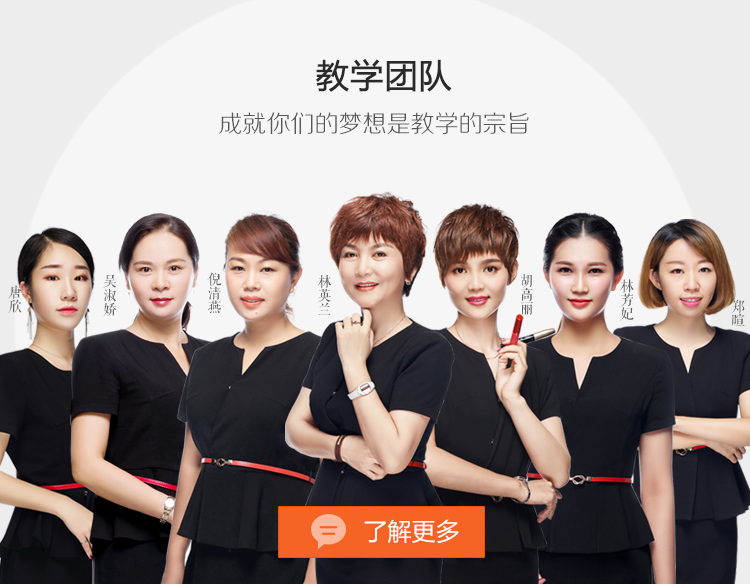 教学团队
成就你们的梦想是教学的宗旨
唐欣
吴淑娇
倪清燕
林英兰
胡高丽
林芳妃
郑暄
了解更多